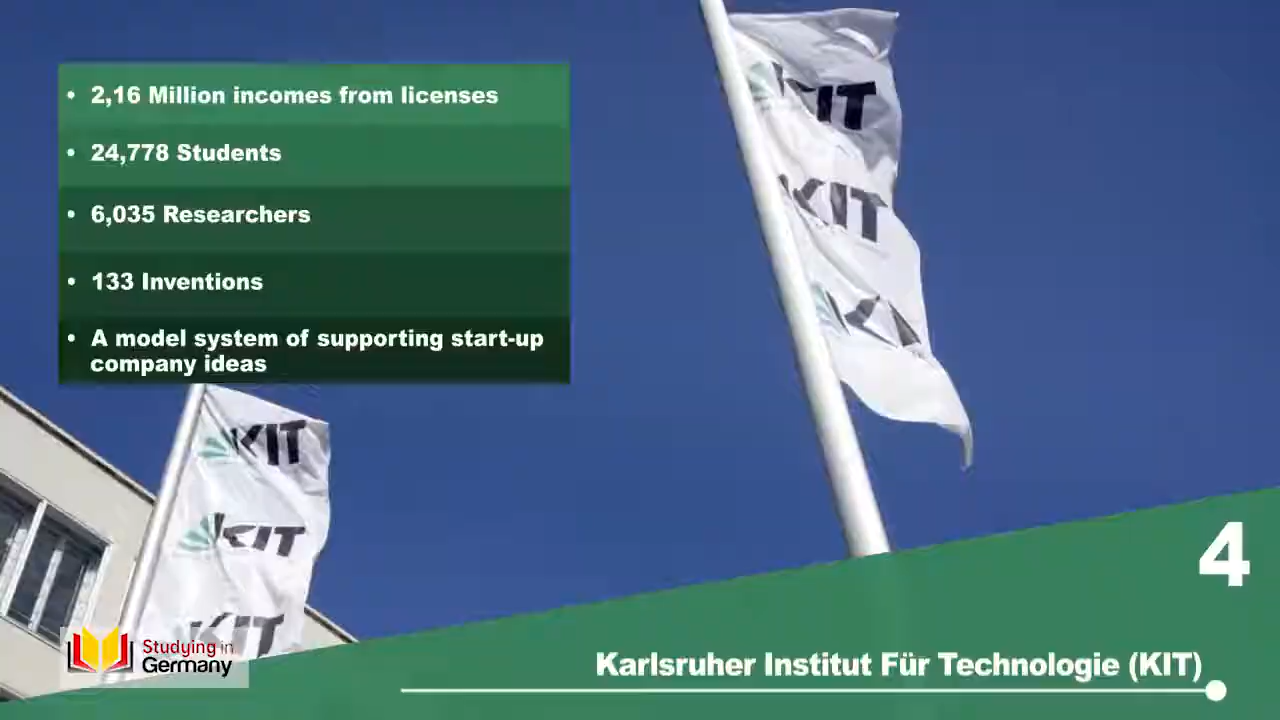 • 2,16 Million incomes from licenses
• 24,778 Students
• 6,035 Researchers
• 133 Inventions
• A model system of supporting start-up
company ideas
KIT
KIT
KIT
KIT
KIT
4
Studying in
Germany
Karlsruher Institut Für Technologie (KIT)